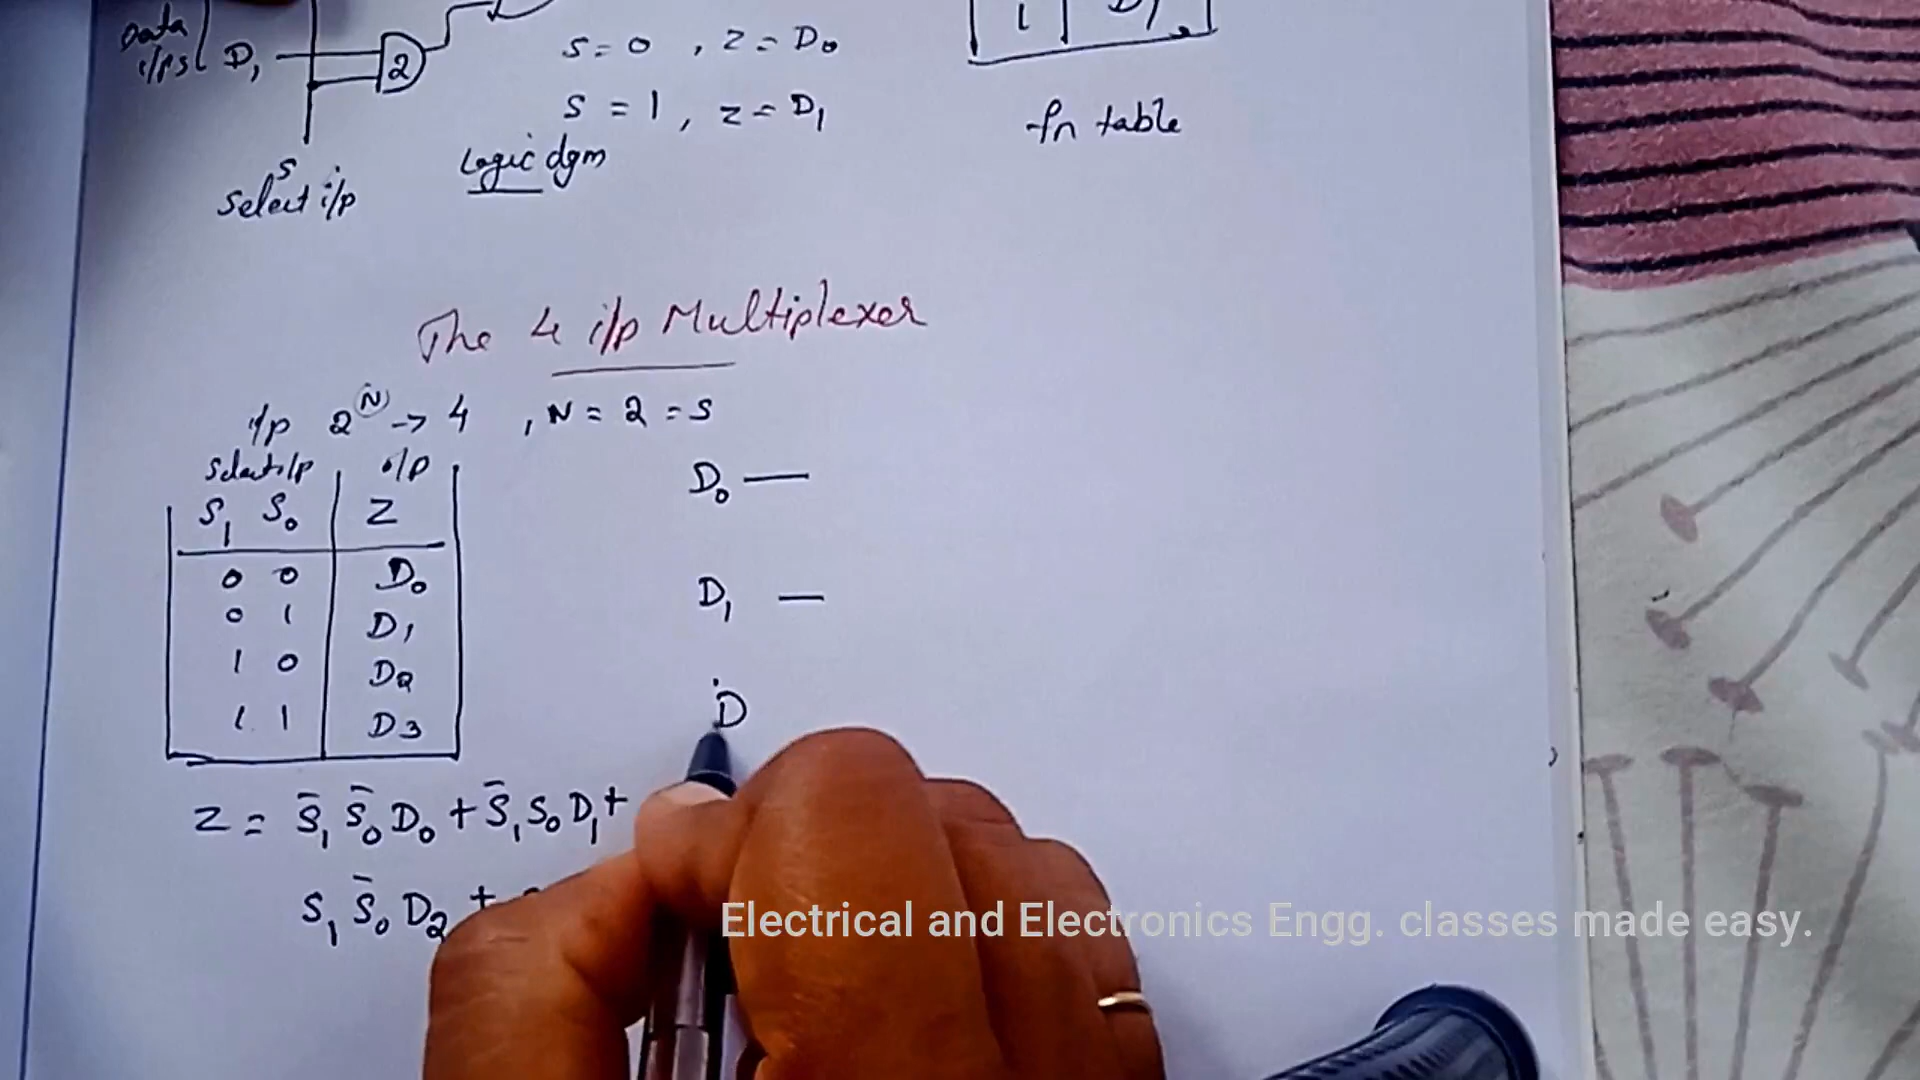 Data
i/ps D1
2
S = 0 , Z = D0
S = 1 , Z = D1
1
fn table
S
Select i/p
Logic dgm
The 4 i/p Multiplexer
i/p 2^N → 4 , N = 2 = S
Select i/p o/p
S1 S0 Z
0 0 D0
0 1 D1
1 0 D2
1 1 D3
D0 —
D1 —
D
Z = S̄1 S̄0 D0 + S̄1 S0 D1 +
S1 S̄0 D2 +
Electrical and Electronics Engg. classes made easy.